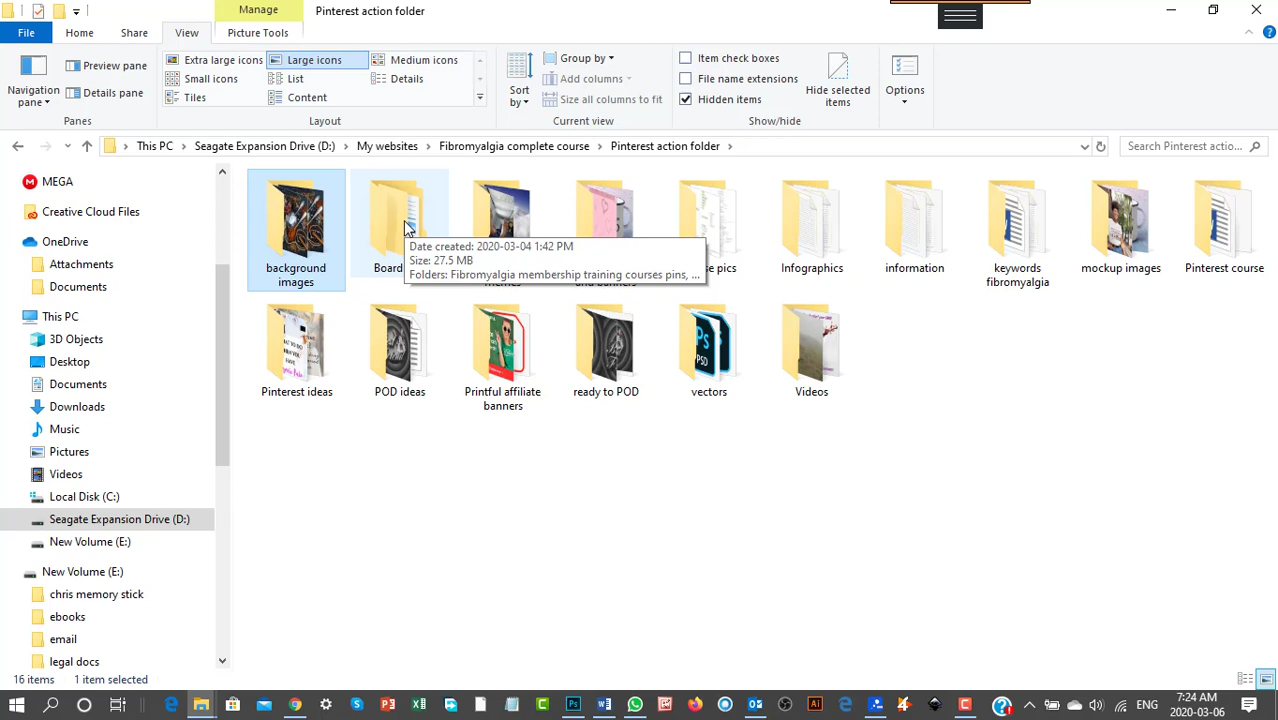 Manage
Pinterest action folder
File
Home
Share
View
Picture Tools
Navigation pane
Preview pane
Details pane
Extra large icons
Large icons
Medium icons
Small icons
List
Details
Tiles
Content
Sort by
Group by
Add columns
Size all columns to fit
Item check boxes
File name extensions
Hidden items
Hide selected items
Options
Panes
Layout
Current view
Show/hide
This PC
Seagate Expansion Drive (D:)
My websites
Fibromyalgia complete course
Pinterest action folder
Search Pinterest actio...
MEGA
Creative Cloud Files
OneDrive
Attachments
Documents
This PC
3D Objects
Desktop
Documents
Downloads
Music
Pictures
Videos
Local Disk (C:)
Seagate Expansion Drive (D:)
New Volume (E:)
New Volume (E:)
chris memory stick
ebooks
email
legal docs
background
images
Board
Date created: 2020-03-04 1:42 PM
Size: 27.5 MB
Folders: Fibromyalgia membership training courses pins, ...
pics
Infographics
information
keywords
fibromyalgia
mockup images
Pinterest course
Pinterest ideas
POD ideas
Printful affiliate
banners
ready to POD
PSD
vectors
Videos
16 items
1 item selected
ENG
7:24 AM
2020-03-06